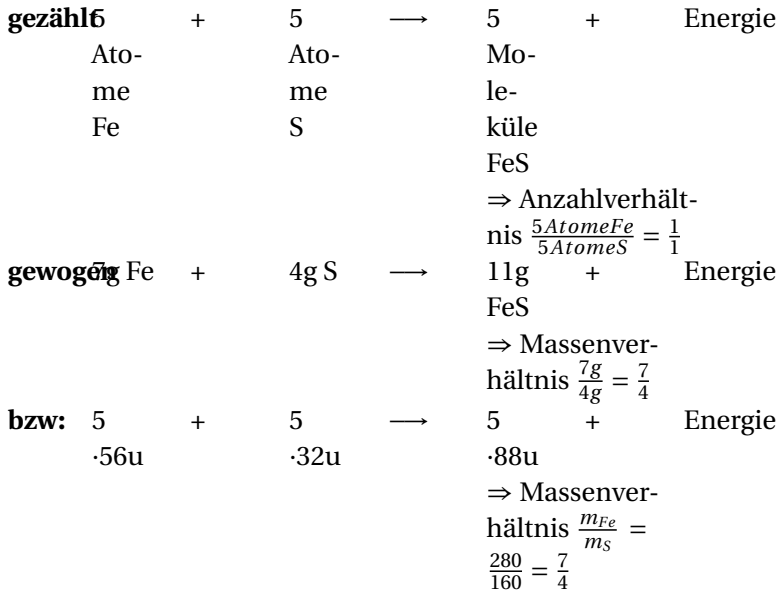 gezählt 5 + 5 ⟶ 5 + Energie
Ato- Ato- Mo-
me me le-
Fe S küle
FeS
⇒ Anzahlverhält-
nis 5AtomeFe/5AtomeS = 1/1
gewogen 7g Fe + 4g S ⟶ 11g + Energie
FeS
⇒ Massenver-
hältnis 7g/4g = 7/4
bzw: 5 + 5 ⟶ 5 + Energie
·56u ·32u ·88u
⇒ Massenver-
hältnis m_Fe/m_S =
280/160 = 7/4